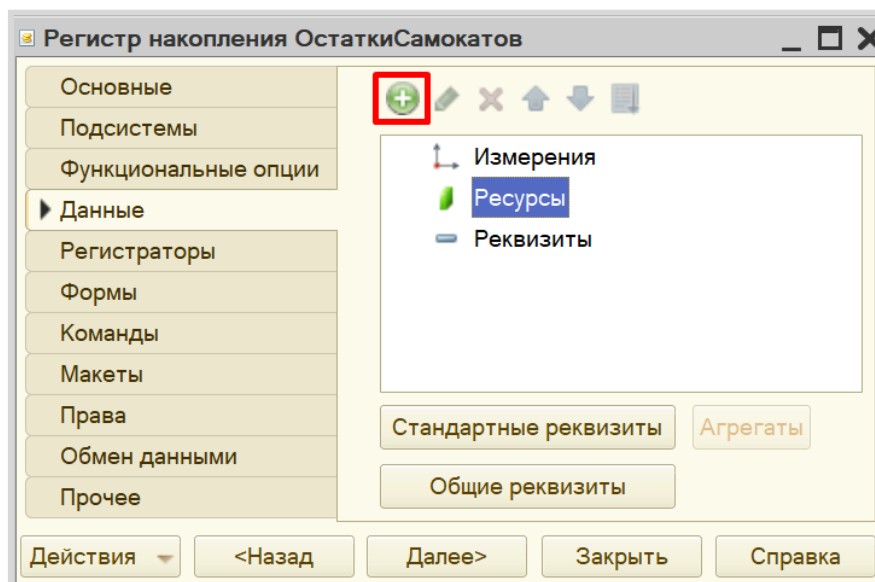 Регистр накопления ОстаткиСамокатов
Основные
Подсистемы
Функциональные опции
Данные
Регистраторы
Формы
Команды
Макеты
Права
Обмен данными
Прочее
Измерения
Ресурсы
Реквизиты
Стандартные реквизиты
Агрегаты
Общие реквизиты
Действия
<Назад
Далее>
Закрыть
Справка